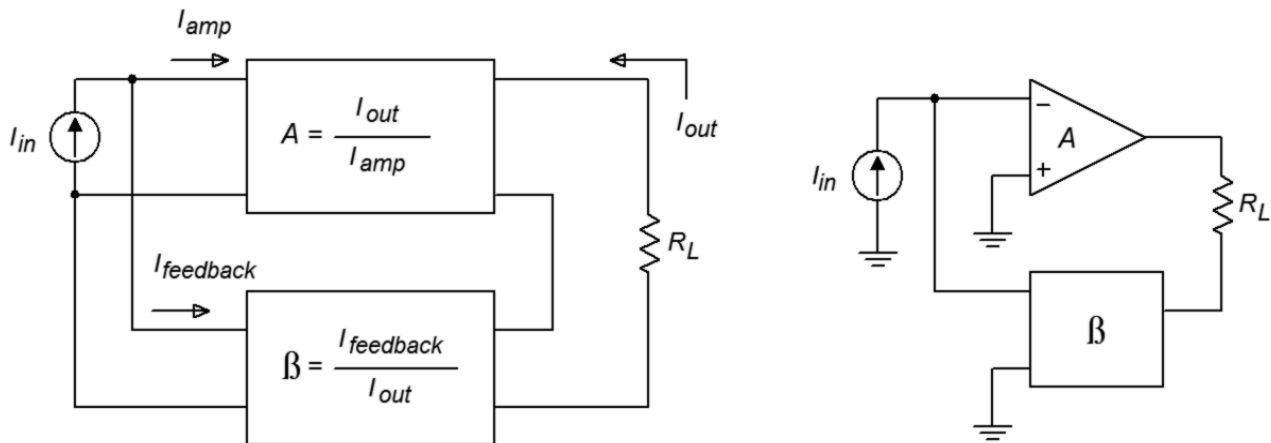 I_amp
I_in
A = I_out / I_amp
I_out
R_L
I_feedback
ß = I_feedback / I_out
−
A
+
I_in
R_L
ß